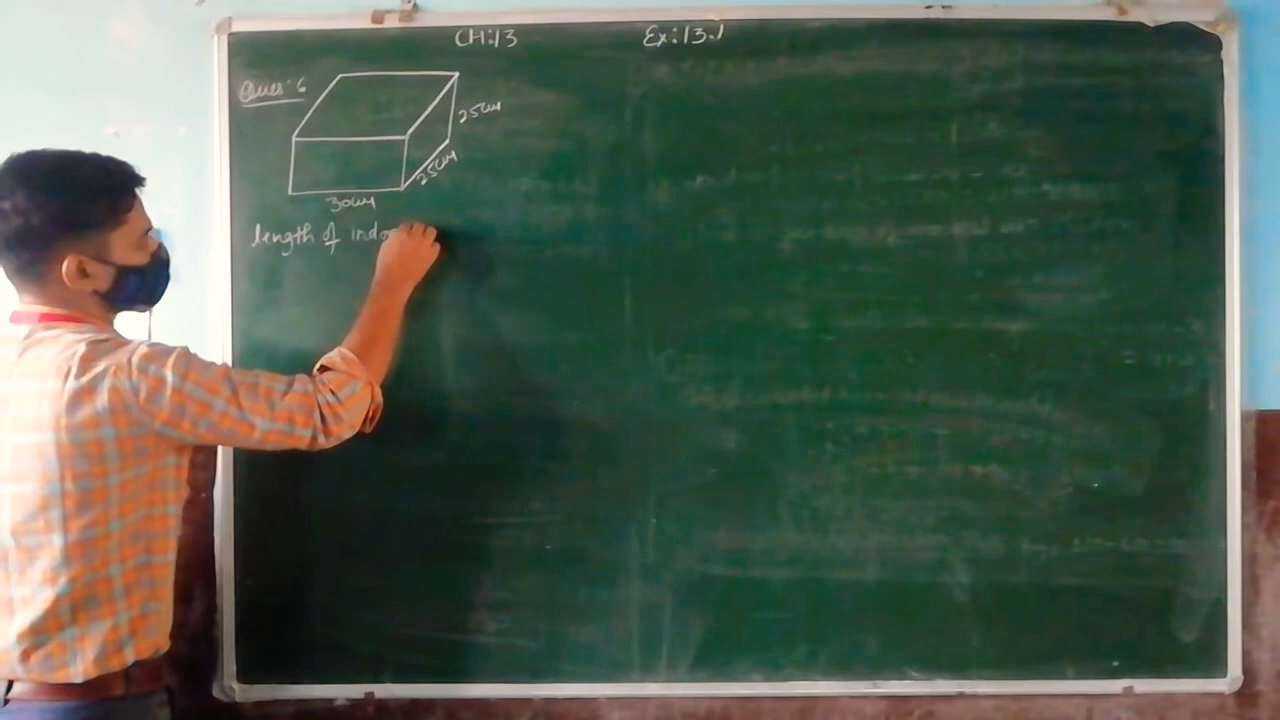 CH:13 Ex:13.1
Ques-6
25cm
25cm
30cm
length of indo